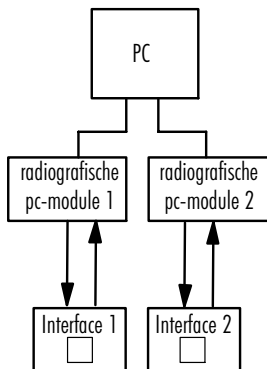 PC
radiografische
pc-module 1
radiografische
pc-module 2
Interface 1
Interface 2